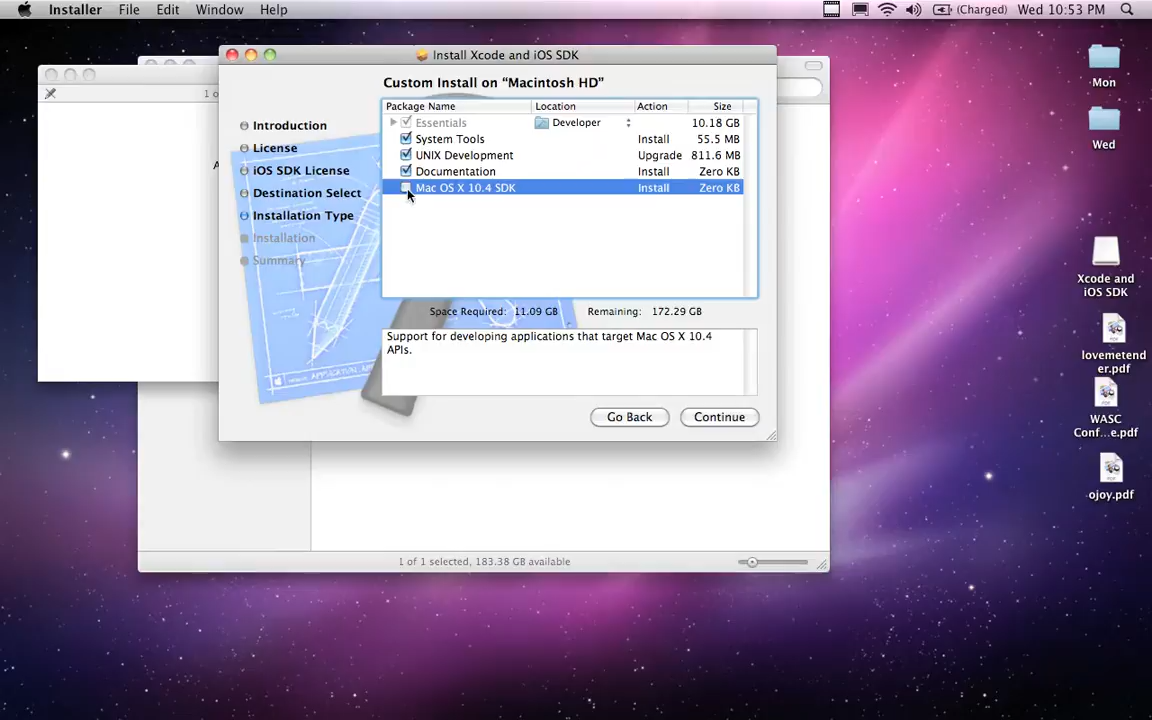 Installer File Edit Window Help (Charged) Wed 10:53 PM
Install Xcode and iOS SDK
1 o
A
Custom Install on “Macintosh HD”
Introduction
License
iOS SDK License
Destination Select
Installation Type
Installation
Summary
Package Name Location Action Size
Essentials Developer 10.18 GB
System Tools Install 55.5 MB
UNIX Development Upgrade 811.6 MB
Documentation Install Zero KB
Mac OS X 10.4 SDK Install Zero KB
Space Required: 11.09 GB Remaining: 172.29 GB
Support for developing applications that target Mac OS X 10.4
APIs.
Go Back Continue
1 of 1 selected, 183.38 GB available
Mon
Wed
Xcode and
iOS SDK
lovemetend
er.pdf
WASC
Conf...e.pdf
ojoy.pdf